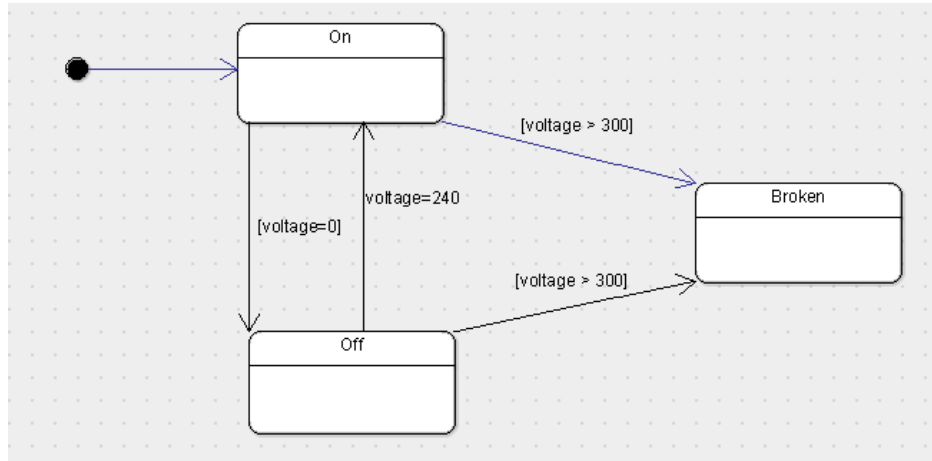 On
[voltage > 300]
Broken
voltage=240
[voltage=0]
[voltage > 300]
Off